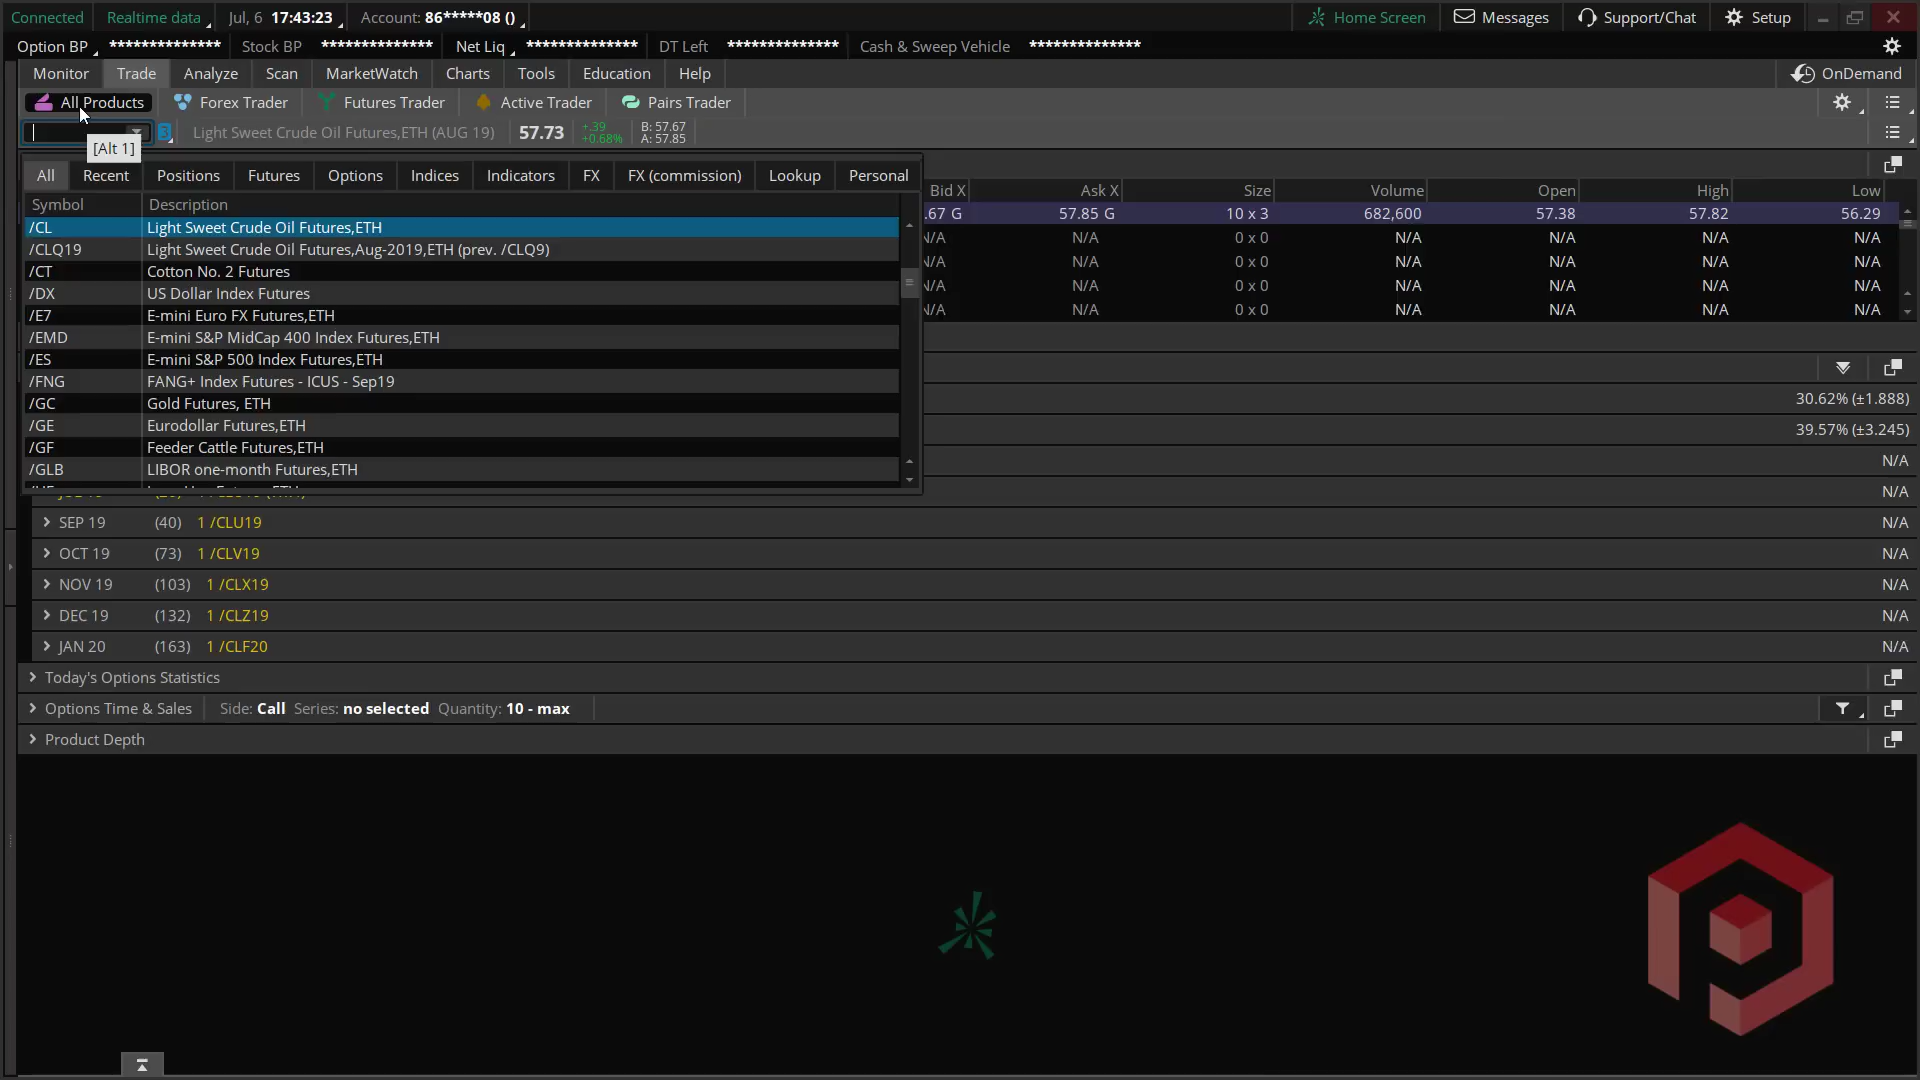 Connected Realtime data Jul, 6 17:43:23 Account: 86*****08 () Home Screen Messages Support/Chat Setup
Option BP ************** Stock BP ************** Net Liq ************** DT Left ************** Cash & Sweep Vehicle **************
Monitor Trade Analyze Scan MarketWatch Charts Tools Education Help OnDemand
All Products Forex Trader Futures Trader Active Trader Pairs Trader
3 Light Sweet Crude Oil Futures,ETH (AUG 19) 57.73 +.39 +0.68% B: 57.67 A: 57.85
[Alt 1]
All Recent Positions Futures Options Indices Indicators FX FX (commission) Lookup Personal
Symbol Description
/CL Light Sweet Crude Oil Futures,ETH
/CLQ19 Light Sweet Crude Oil Futures,Aug-2019,ETH (prev. /CLQ9)
/CT Cotton No. 2 Futures
/DX US Dollar Index Futures
/E7 E-mini Euro FX Futures,ETH
/EMD E-mini S&P MidCap 400 Index Futures,ETH
/ES E-mini S&P 500 Index Futures,ETH
/FNG FANG+ Index Futures - ICUS - Sep19
/GC Gold Futures, ETH
/GE Eurodollar Futures,ETH
/GF Feeder Cattle Futures,ETH
/GLB LIBOR one-month Futures,ETH
Bid X Ask X Size Volume Open High Low
.67 G 57.85 G 10 x 3 682,600 57.38 57.82 56.29
N/A N/A 0 x 0 N/A N/A N/A N/A
N/A N/A 0 x 0 N/A N/A N/A N/A
N/A N/A 0 x 0 N/A N/A N/A N/A
N/A N/A 0 x 0 N/A N/A N/A N/A
30.62% (±1.888)
39.57% (±3.245)
N/A
N/A
SEP 19 (40) 1 /CLU19 N/A
OCT 19 (73) 1 /CLV19 N/A
NOV 19 (103) 1 /CLX19 N/A
DEC 19 (132) 1 /CLZ19 N/A
JAN 20 (163) 1 /CLF20 N/A
Today's Options Statistics
Options Time & Sales Side: Call Series: no selected Quantity: 10 - max
Product Depth